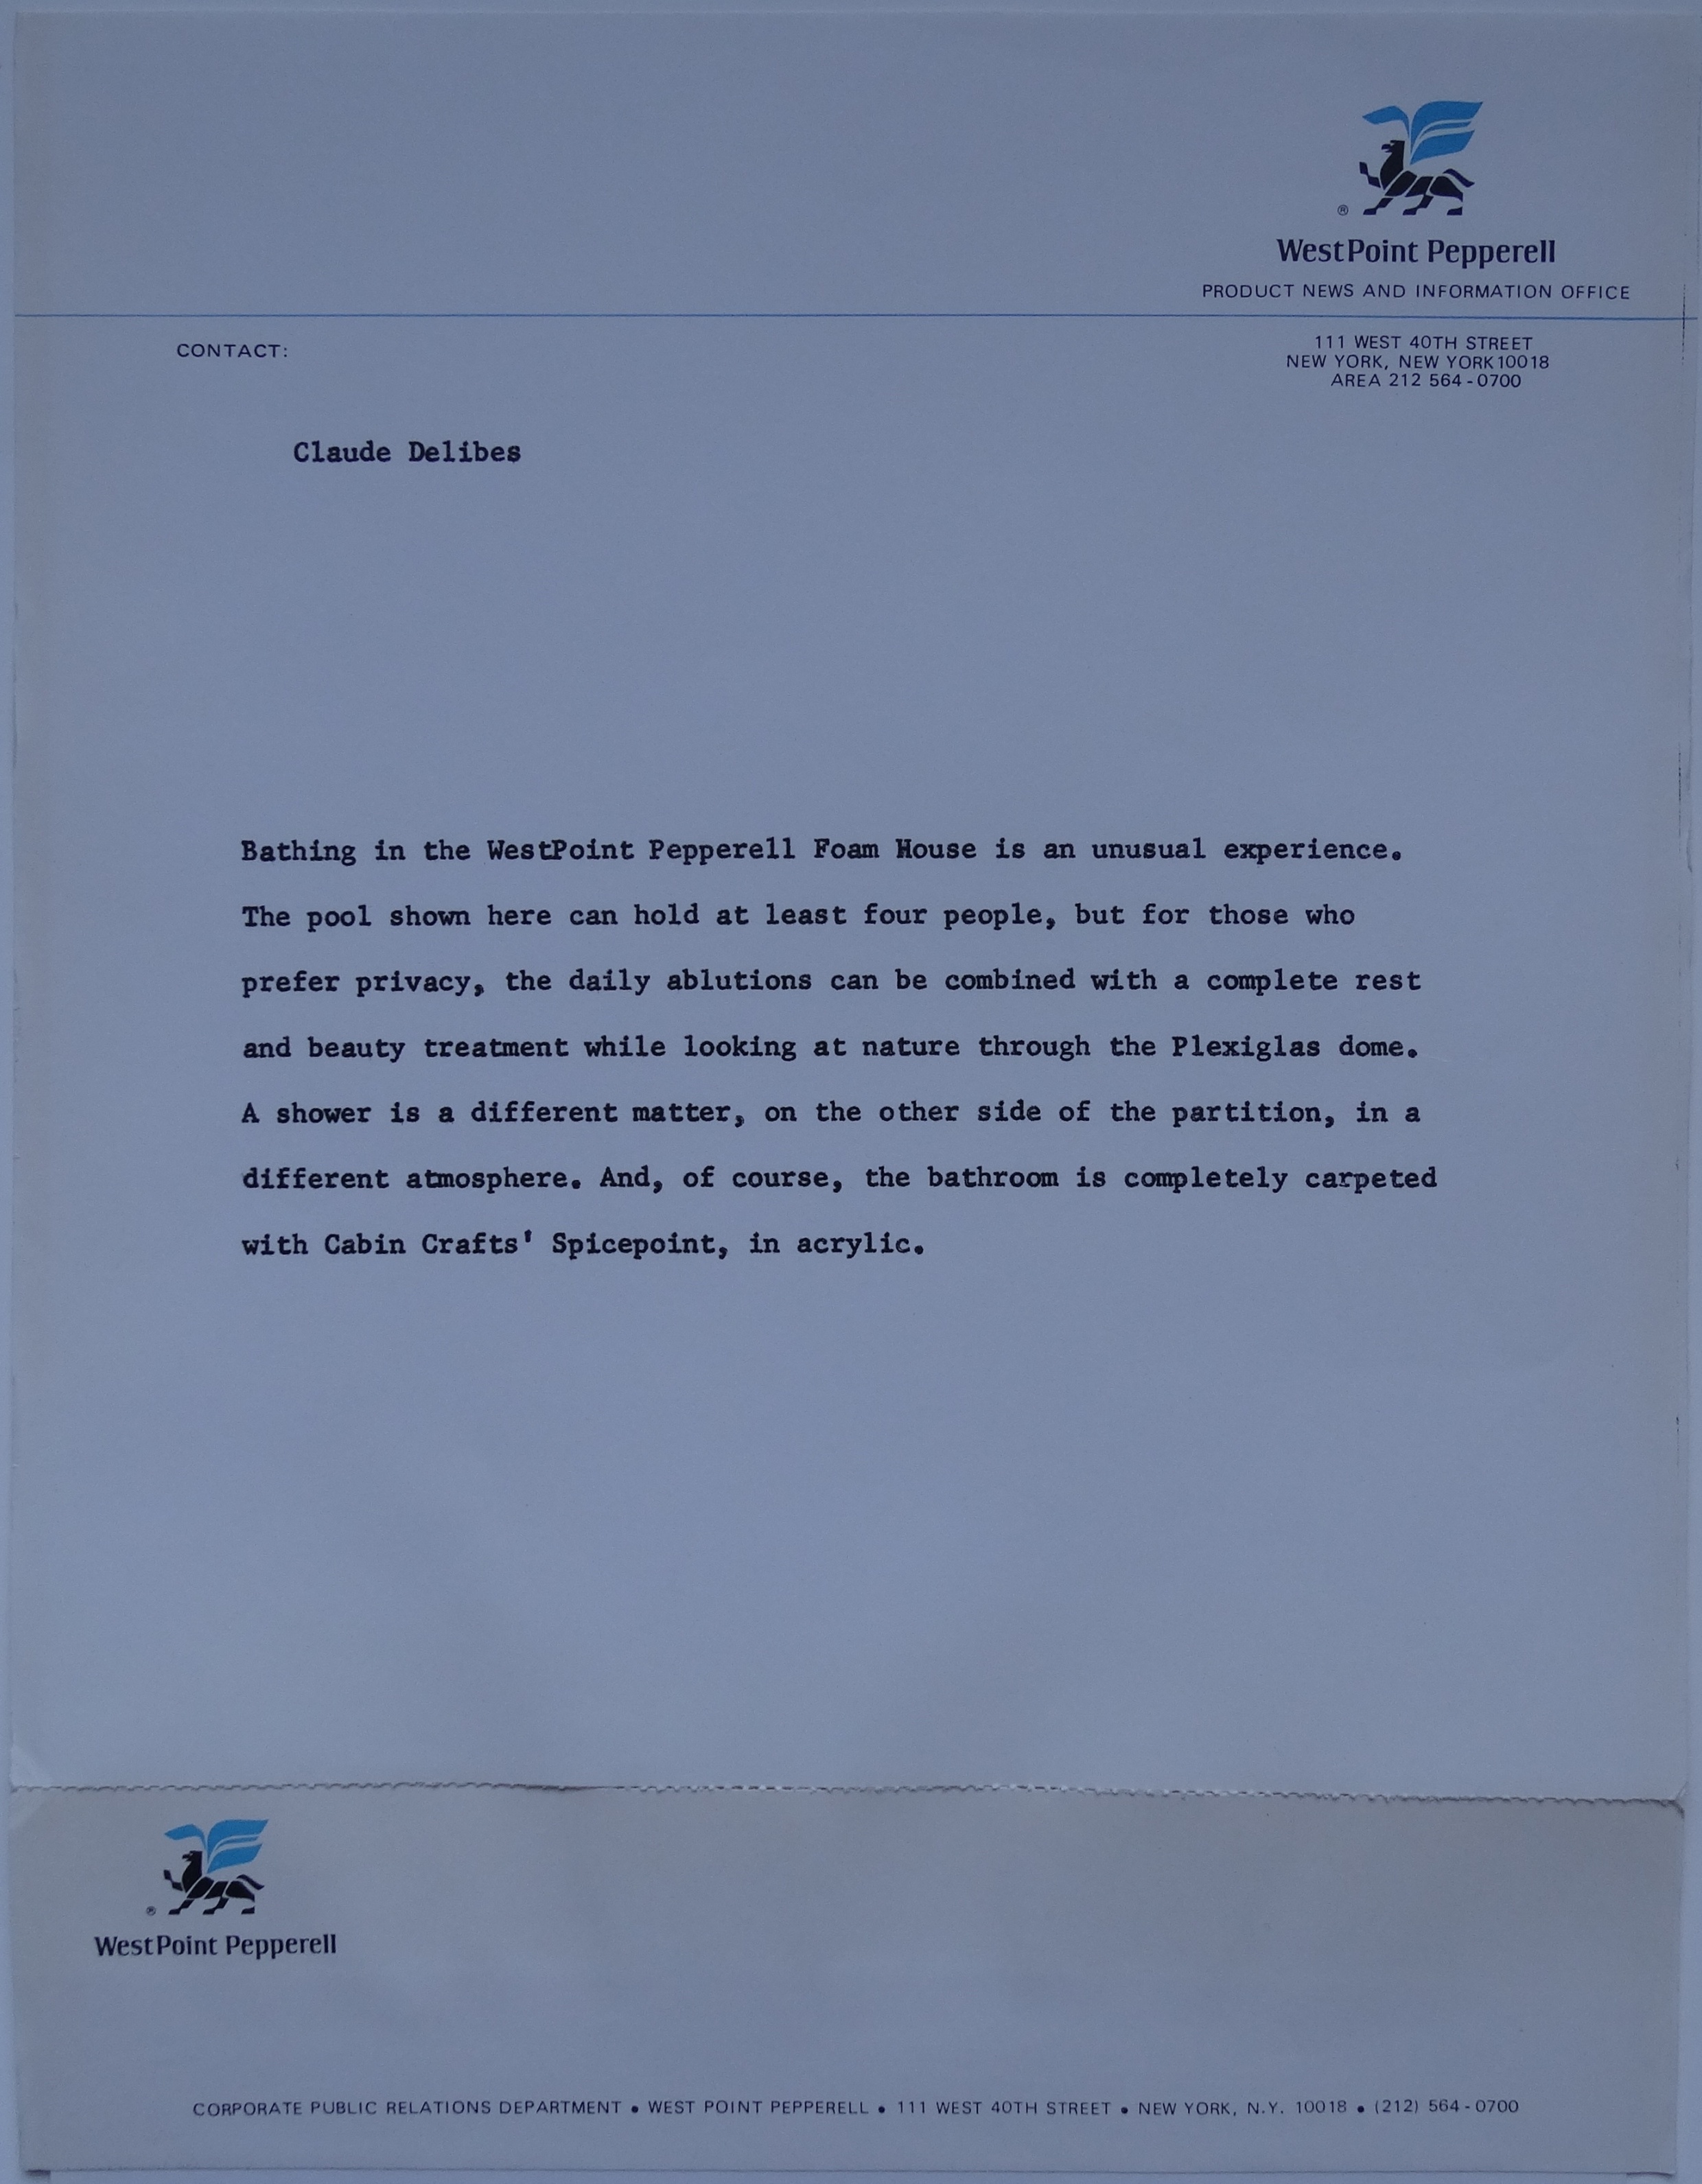 ®
WestPoint Pepperell
PRODUCT NEWS AND INFORMATION OFFICE
CONTACT:
111 WEST 40TH STREET
NEW YORK, NEW YORK 10018
AREA 212 564-0700
Claude Delibes
Bathing in the WestPoint Pepperell Foam House is an unusual experience.
The pool shown here can hold at least four people, but for those who
prefer privacy, the daily ablutions can be combined with a complete rest
and beauty treatment while looking at nature through the Plexiglas dome.
A shower is a different matter, on the other side of the partition, in a
different atmosphere. And, of course, the bathroom is completely carpeted
with Cabin Crafts' Spicepoint, in acrylic.
®
WestPoint Pepperell
CORPORATE PUBLIC RELATIONS DEPARTMENT • WEST POINT PEPPERELL • 111 WEST 40TH STREET • NEW YORK, N.Y. 10018 • (212) 564-0700